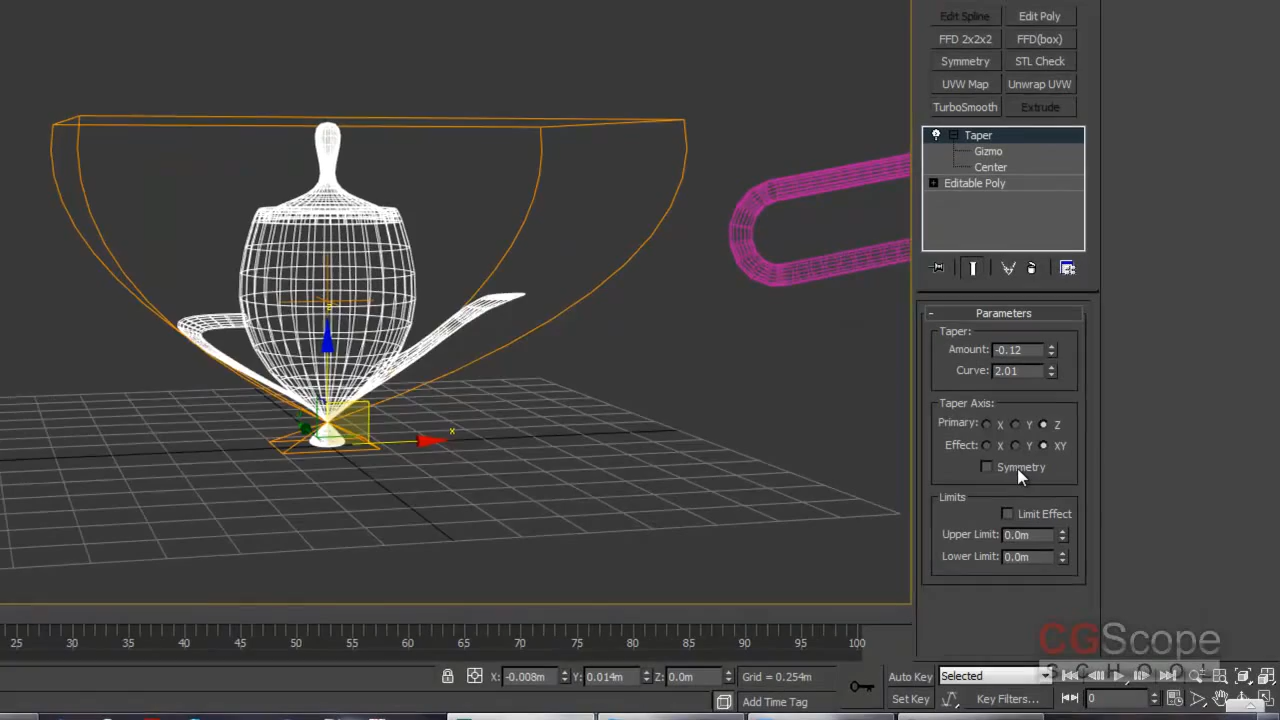 Edit Spline Edit Poly
FFD 2x2x2 FFD(box)
Symmetry STL Check
UVW Map Unwrap UVW
TurboSmooth Extrude
Taper
Gizmo
Center
Editable Poly
- Parameters
Taper:
Amount: -0.12
Curve: 2.01
Taper Axis:
Primary: X Y Z
Effect: X Y XY
Symmetry
Limits
Limit Effect
Upper Limit: 0.0m
Lower Limit: 0.0m
z
x
25 30 35 40 45 50 55 60 65 70 75 80 85 90 95 100
CGScope
SCHOOL
X: -0.008m Y: 0.014m Z: 0.0m Grid = 0.254m Auto Key Selected
Add Time Tag Set Key Key Filters... 0